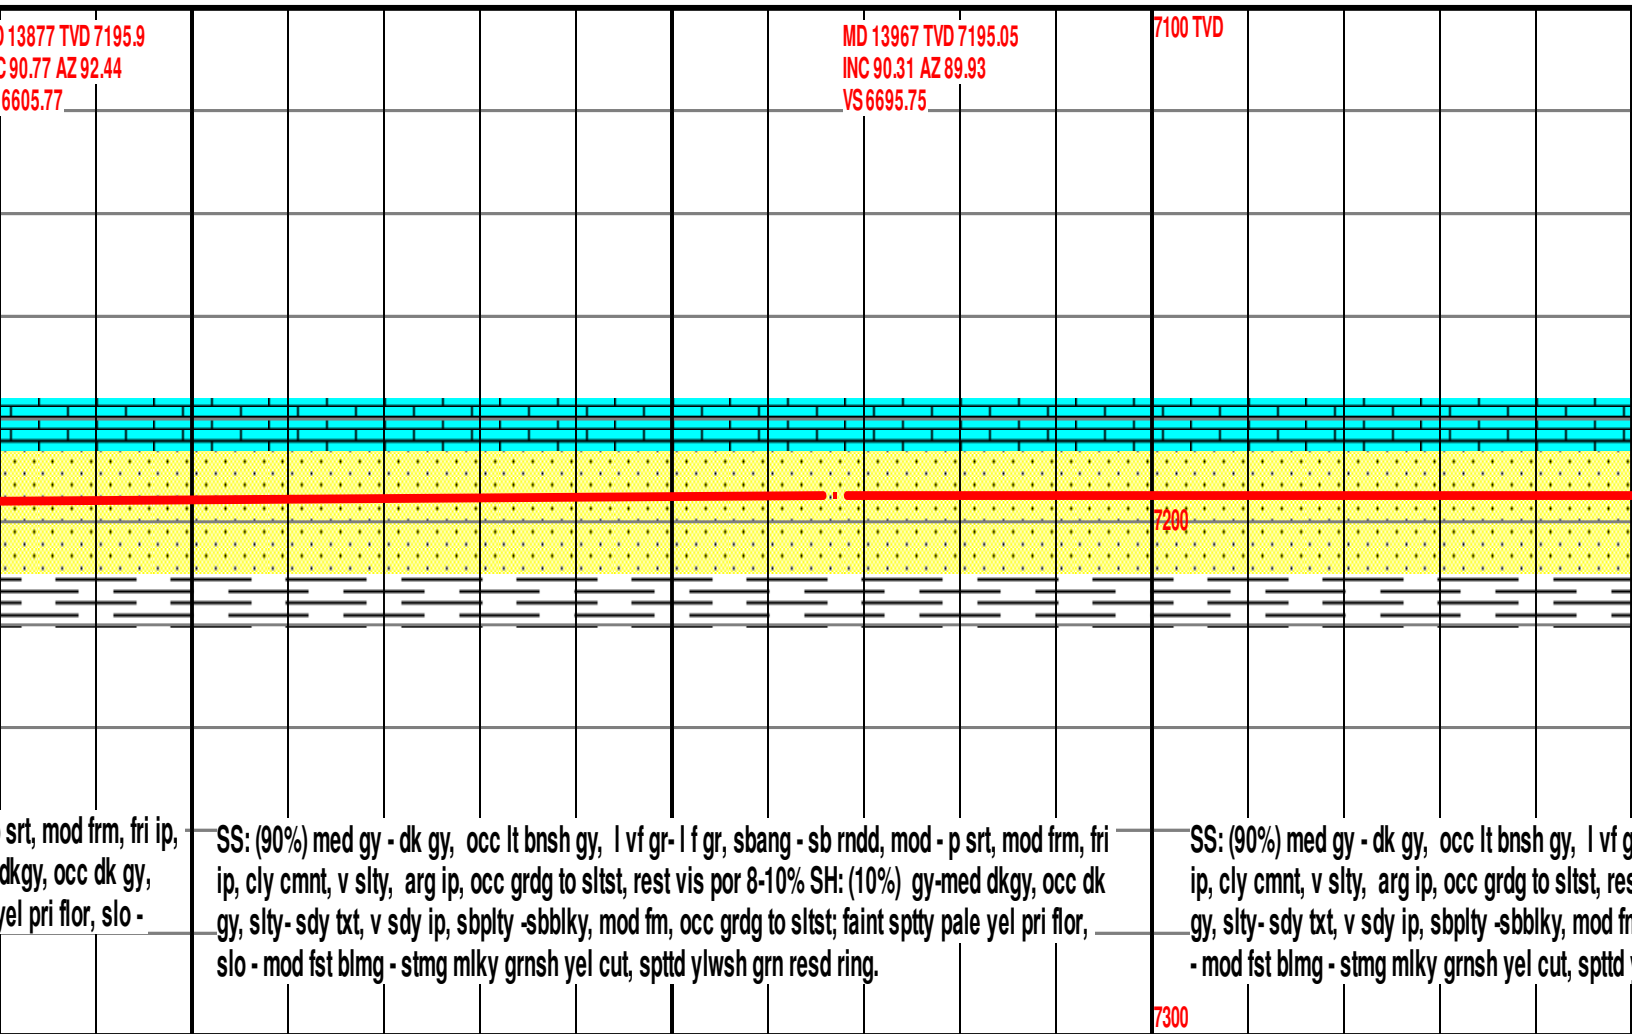 13877 TVD 7195.9
90.77 AZ 92.44
6605.77
MD 13967 TVD 7195.05
INC 90.31 AZ 89.93
VS 6695.75
7100 TVD
7200
srt, mod frm, fri ip,
dkgy, occ dk gy,
yel pri flor, slo -
SS: (90%) med gy - dk gy, occ lt bnsh gy, l vf gr- l f gr, sbang - sb rndd, mod - p srt, mod frm, fri
ip, cly cmnt, v slty, arg ip, occ grdg to sltst, rest vis por 8-10% SH: (10%) gy-med dkgy, occ dk
gy, slty- sdy txt, v sdy ip, sbplty -sbblky, mod fm, occ grdg to sltst; faint sptty pale yel pri flor,
slo - mod fst blmg - stmg mlky grnsh yel cut, spttd ylwsh grn resd ring.
SS: (90%) med gy - dk gy, occ lt bnsh gy, l vf
ip, cly cmnt, v slty, arg ip, occ grdg to sltst,
gy, slty- sdy txt, v sdy ip, sbplty -sbblky, mod
- mod fst blmg - stmg mlky grnsh yel cut, spttd
7300